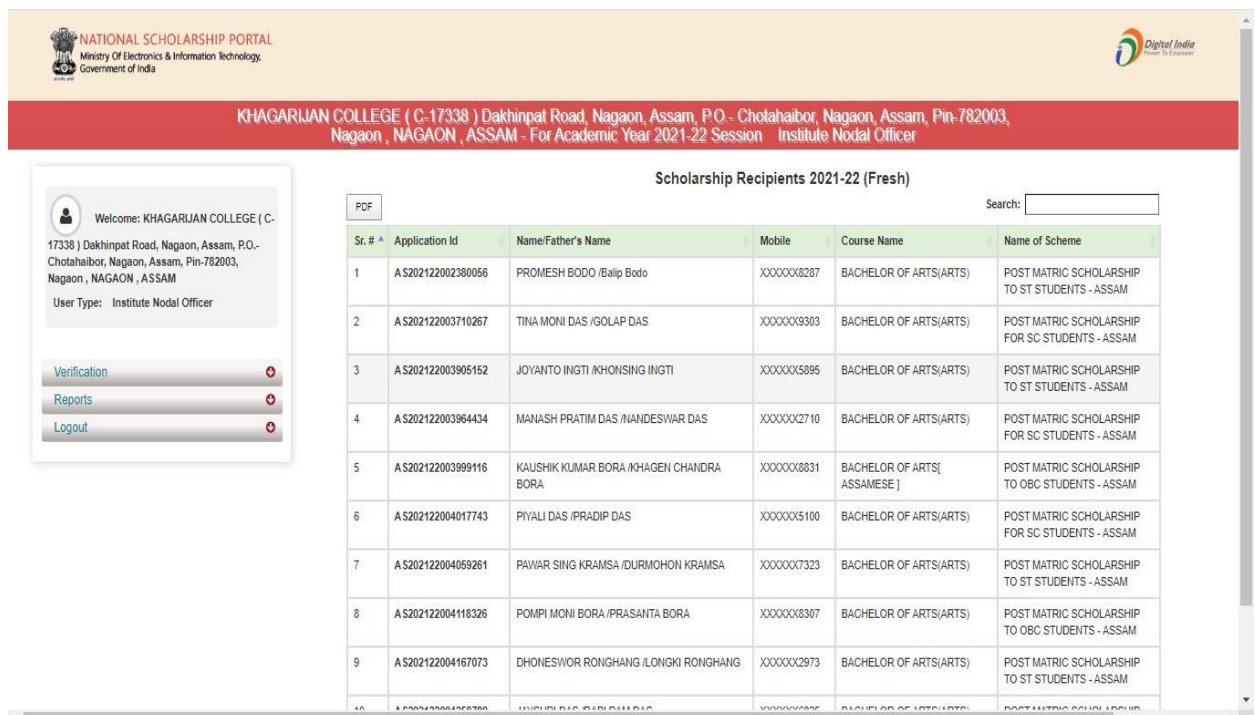 NATIONAL SCHOLARSHIP PORTAL
Ministry Of Electronics & Information Technology,
Government of India
Digital India
Power To Empower
KHAGARIJAN COLLEGE ( C-17338 ) Dakhinpat Road, Nagaon, Assam, P.O.- Chotahaibor, Nagaon, Assam, Pin-782003,
Nagaon , NAGAON , ASSAM - For Academic Year 2021-22 Session Institute Nodal Officer
Welcome: KHAGARIJAN COLLEGE ( C-
17338 ) Dakhinpat Road, Nagaon, Assam, P.O.-
Chotahaibor, Nagaon, Assam, Pin-782003,
Nagaon , NAGAON , ASSAM
User Type: Institute Nodal Officer
Verification
Reports
Logout
Scholarship Recipients 2021-22 (Fresh)
PDF
Search:
Sr. # Application Id Name/Father's Name Mobile Course Name Name of Scheme
1 AS202122002380056 PROMESH BODO /Balip Bodo XXXXXX8287 BACHELOR OF ARTS(ARTS) POST MATRIC SCHOLARSHIP
TO ST STUDENTS - ASSAM
2 AS202122003710267 TINA MONI DAS /GOLAP DAS XXXXXX9303 BACHELOR OF ARTS(ARTS) POST MATRIC SCHOLARSHIP
FOR SC STUDENTS - ASSAM
3 AS202122003905152 JOYANTO INGTI /KHONSING INGTI XXXXXX5895 BACHELOR OF ARTS(ARTS) POST MATRIC SCHOLARSHIP
TO ST STUDENTS - ASSAM
4 AS202122003964434 MANASH PRATIM DAS /NANDESWAR DAS XXXXXX2710 BACHELOR OF ARTS(ARTS) POST MATRIC SCHOLARSHIP
FOR SC STUDENTS - ASSAM
5 AS202122003999116 KAUSHIK KUMAR BORA /KHAGEN CHANDRA XXXXXX8831 BACHELOR OF ARTS[ POST MATRIC SCHOLARSHIP
BORA ASSAMESE ] TO OBC STUDENTS - ASSAM
6 AS202122004017743 PIYALI DAS /PRADIP DAS XXXXXX5100 BACHELOR OF ARTS(ARTS) POST MATRIC SCHOLARSHIP
FOR SC STUDENTS - ASSAM
7 AS202122004059261 PAWAR SING KRAMSA /DURMOHON KRAMSA XXXXXX7323 BACHELOR OF ARTS(ARTS) POST MATRIC SCHOLARSHIP
TO ST STUDENTS - ASSAM
8 AS202122004118326 POMPI MONI BORA /PRASANTA BORA XXXXXX8307 BACHELOR OF ARTS(ARTS) POST MATRIC SCHOLARSHIP
TO OBC STUDENTS - ASSAM
9 AS202122004167073 DHONESWOR RONGHANG /LONGKI RONGHANG XXXXXX2973 BACHELOR OF ARTS(ARTS) POST MATRIC SCHOLARSHIP
TO ST STUDENTS - ASSAM